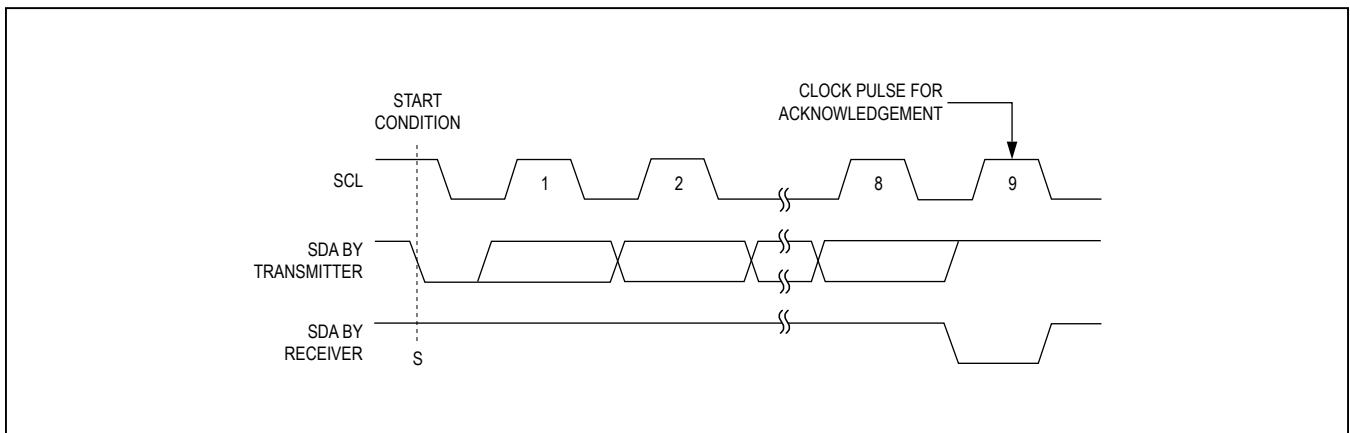 START
CONDITION
CLOCK PULSE FOR
ACKNOWLEDGEMENT
SCL
1
2
8
9
SDA BY
TRANSMITTER
SDA BY
RECEIVER
S